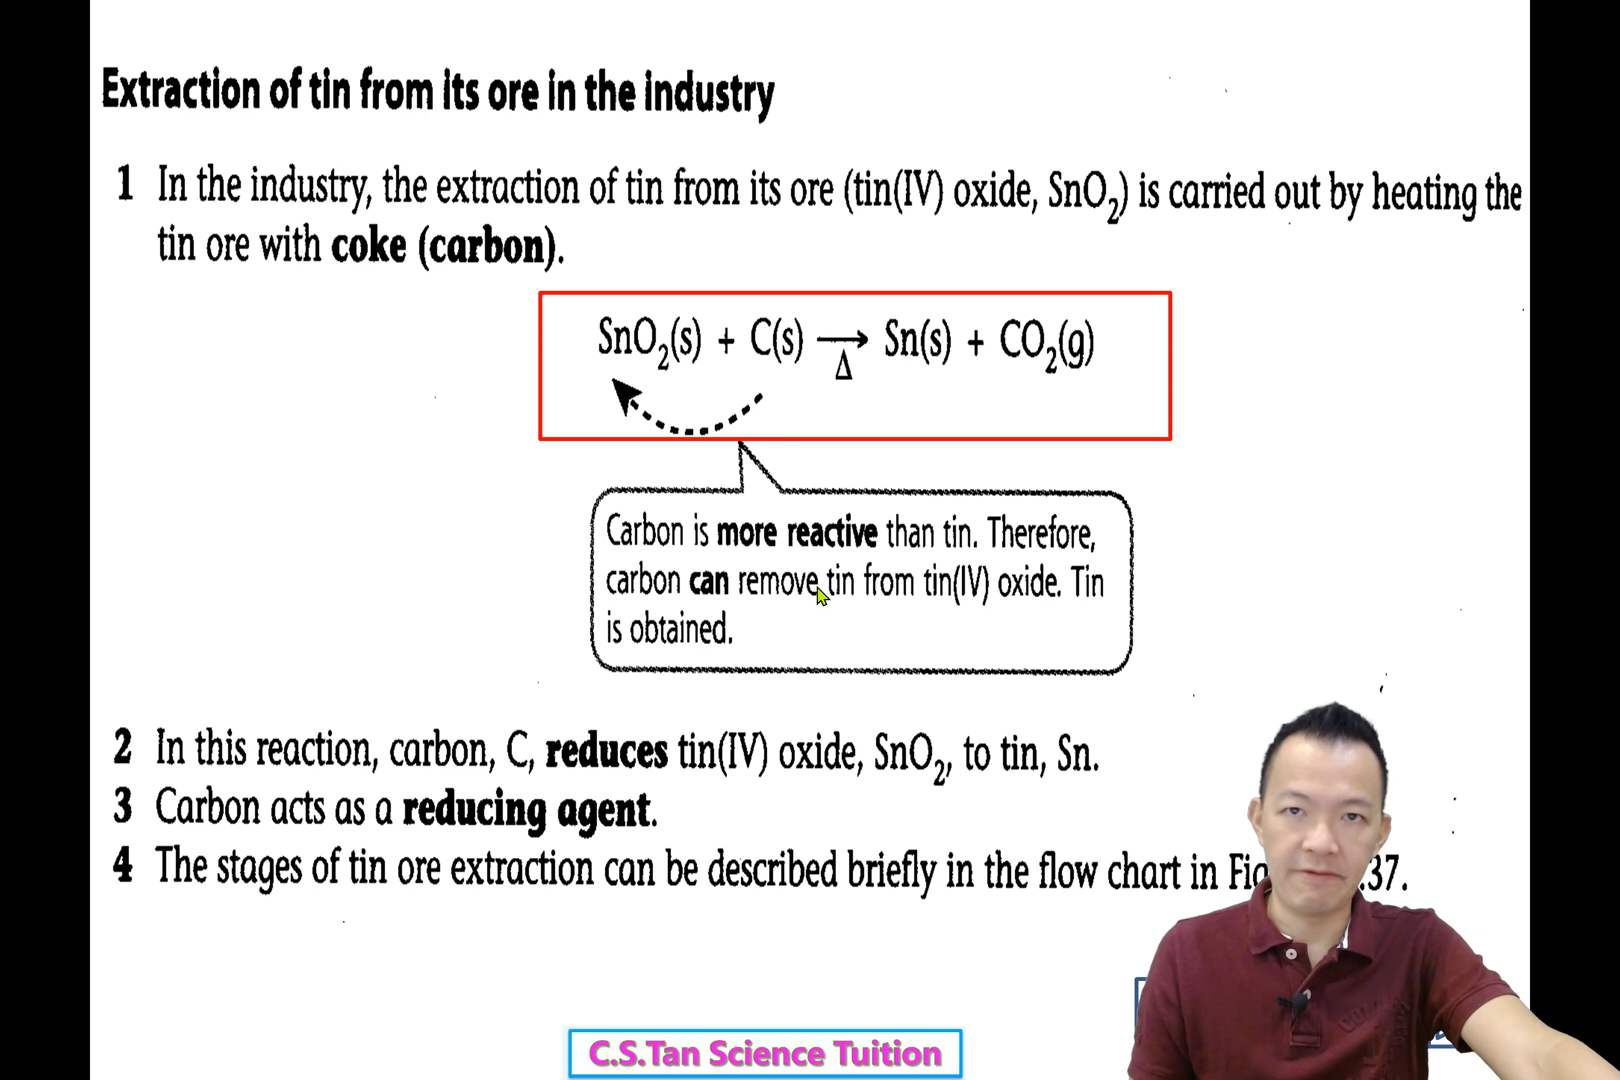 Extraction of tin from its ore in the industry
1 In the industry, the extraction of tin from its ore (tin(IV) oxide, SnO₂) is carried out by heating the
tin ore with coke (carbon).
SnO₂(s) + C(s) ⟶ Sn(s) + CO₂(g)
Δ
Carbon is more reactive than tin. Therefore,
carbon can remove tin from tin(IV) oxide. Tin
is obtained.
2 In this reaction, carbon, C, reduces tin(IV) oxide, SnO₂, to tin, Sn.
3 Carbon acts as a reducing agent.
4 The stages of tin ore extraction can be described briefly in the flow chart in .37.
C.S.Tan Science Tuition